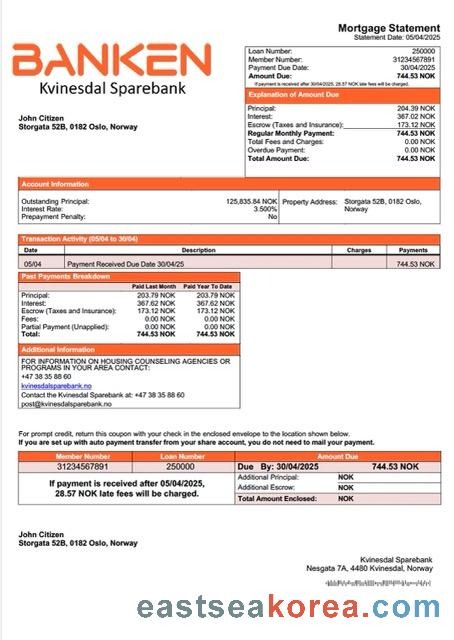 Mortgage Statement
Statement Date: 05/04/2025
BANKEN
Kvinesdal Sparebank
Loan Number: 250000
Member Number: 31234567891
Payment Due Date: 30/04/2025
Amount Due: 744.53 NOK
If payment is received after 30/04/2025, 28.57 NOK late fees will be charged.
John Citizen
Storgata 52B, 0182 Oslo, Norway
Explanation of Amount Due
Principal: 204.39 NOK
Interest: 367.02 NOK
Escrow (Taxes and Insurance): 173.12 NOK
Regular Monthly Payment: 744.53 NOK
Total Fees and Charges: 0.00 NOK
Overdue Payment: 0.00 NOK
Total Amount Due: 744.53 NOK
Account Information
Outstanding Principal: 125,835.84 NOK Property Address: Storgata 52B, 0182 Oslo,
Interest Rate: 3.500% Norway
Prepayment Penalty: No
Transaction Activity (05/04 to 30/04)
Date Description Charges Payments
05/04 Payment Received Due Date 30/04/25 744.53 NOK
Past Payments Breakdown
Paid Last Month Paid Year To Date
Principal: 203.79 NOK 203.79 NOK
Interest: 367.62 NOK 367.62 NOK
Escrow (Taxes and Insurance): 173.12 NOK 173.12 NOK
Fees: 0.00 NOK 0.00 NOK
Partial Payment (Unapplied): 0.00 NOK 0.00 NOK
Total: 744.53 NOK 744.53 NOK
Additional Information
FOR INFORMATION ON HOUSING COUNSELING AGENCIES OR
PROGRAMS IN YOUR AREA CONTACT:
+47 38 35 88 60
kvinesdalsparebank.no
Contact the Kvinesdal Sparebank at: +47 38 35 88 60
post@kvinesdalsparebank.no
For prompt credit, return this coupon with your check in the enclosed envelope to the location shown below.
If you are set up with auto payment transfer from your share account, you do not need to mail your payment.
Member Number Loan Number Amount Due
31234567891 250000 Due By: 30/04/2025 744.53 NOK
If payment is received after 05/04/2025,
28.57 NOK late fees will be charged.
Additional Principal: NOK
Additional Escrow: NOK
Total Amount Enclosed: NOK
John Citizen
Storgata 52B, 0182 Oslo, Norway
Kvinesdal Sparebank
Nesgata 7A, 4480 Kvinesdal, Norway
eastseakorea.com